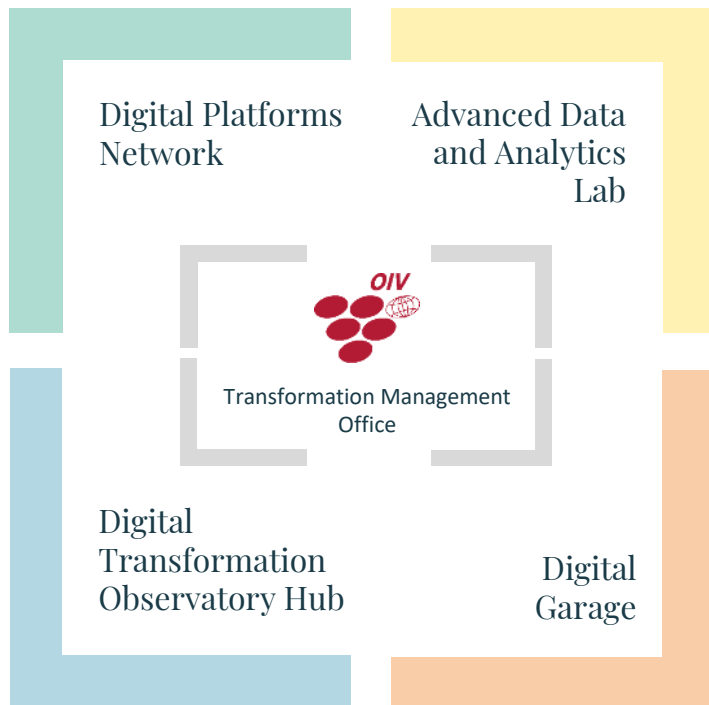 Digital Platforms
Network
Advanced Data
and Analytics
Lab
OIV
Transformation Management
Office
Digital
Transformation
Observatory Hub
Digital
Garage